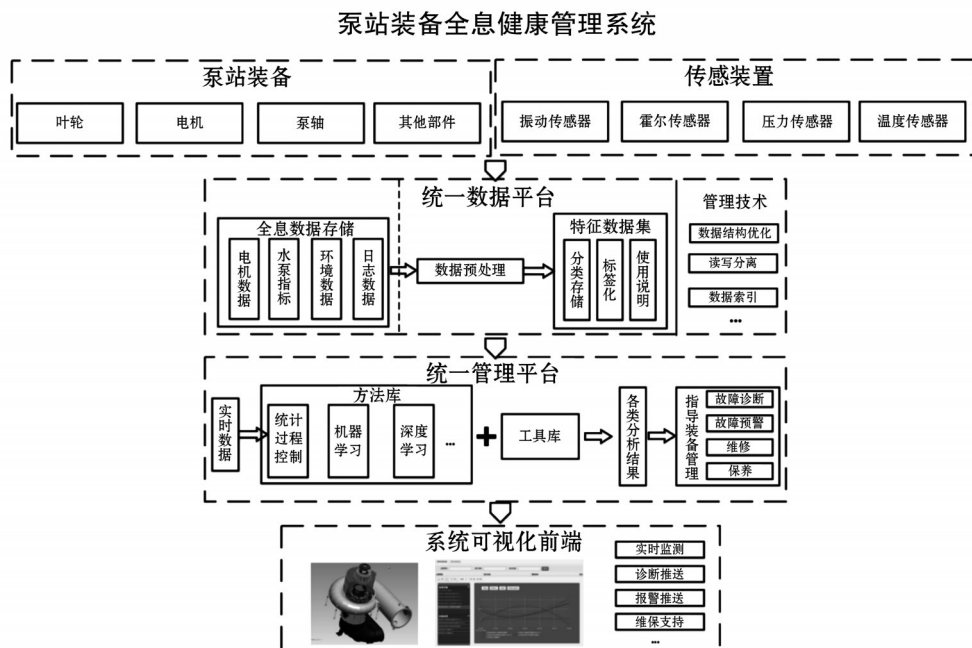 泵站装备全息健康管理系统
泵站装备
传感装置
叶轮
电机
泵轴
其他部件
振动传感器
霍尔传感器
压力传感器
温度传感器
统一数据平台
管理技术
全息数据存储
电机数据
水泵指标
环境数据
日志数据
数据预处理
特征数据集
分类存储
标签化
使用说明
数据结构优化
读写分离
数据索引
...
统一管理平台
实时数据
方法库
统计
过程
控制
机器
学习
深度
学习
...
工具库
各类分析结果
指导装备管理
故障诊断
故障预警
维修
保养
系统可视化前端
实时监测
诊断推送
报警推送
维保支持
...